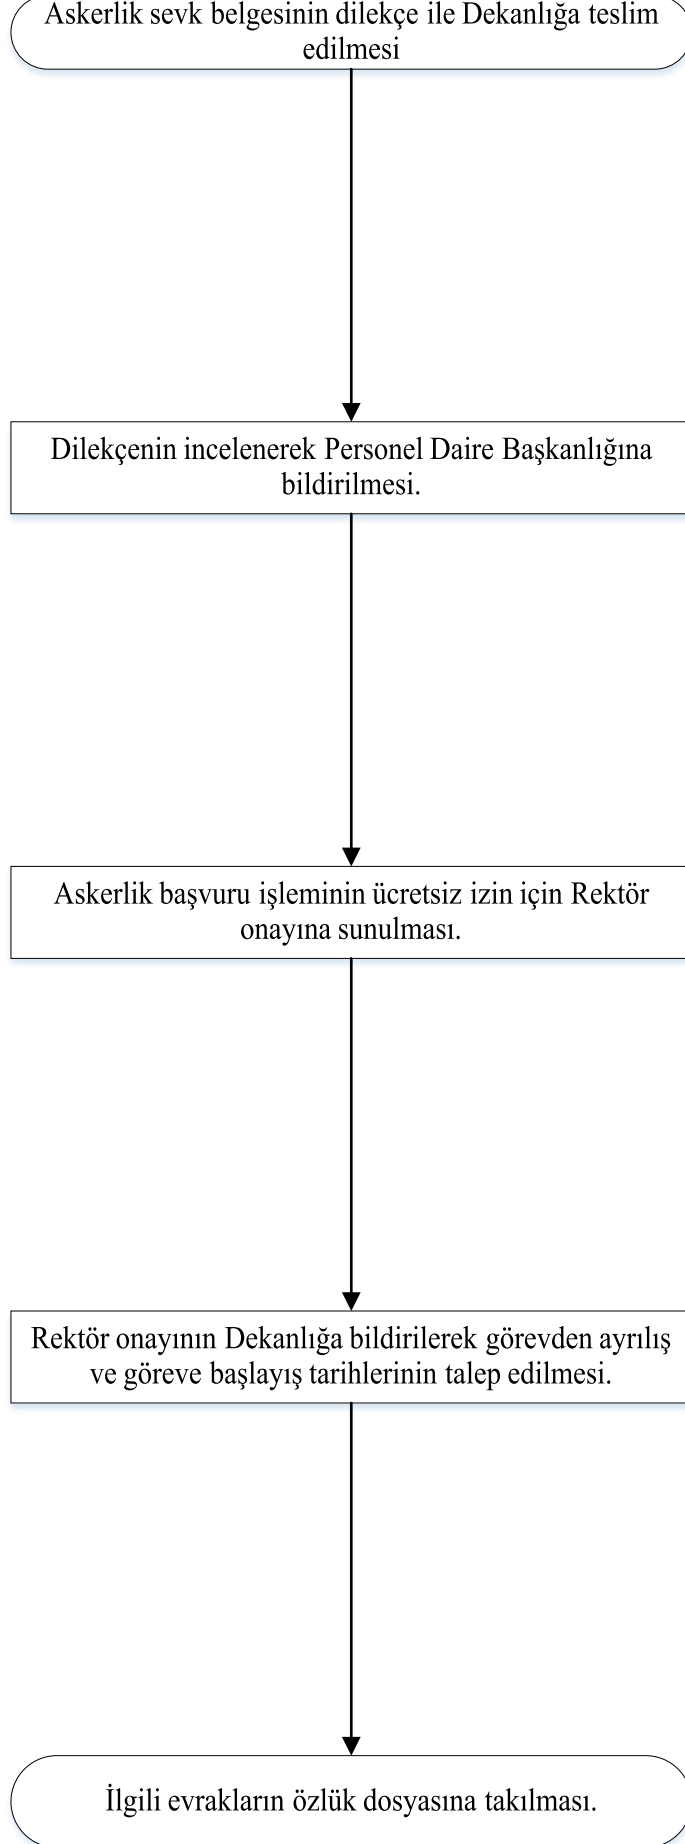 Askerlik sevk belgesinin dilekçe ile Dekanlığa teslim
edilmesi
Dilekçenin incelenerek Personel Daire Başkanlığına
bildirilmesi.
Askerlik başvuru işleminin ücretsiz izin için Rektör
onayına sunulması.
Rektör onayının Dekanlığa bildirilerek görevden ayrılış
ve göreve başlayış tarihlerinin talep edilmesi.
İlgili evrakların özlük dosyasına takılması.